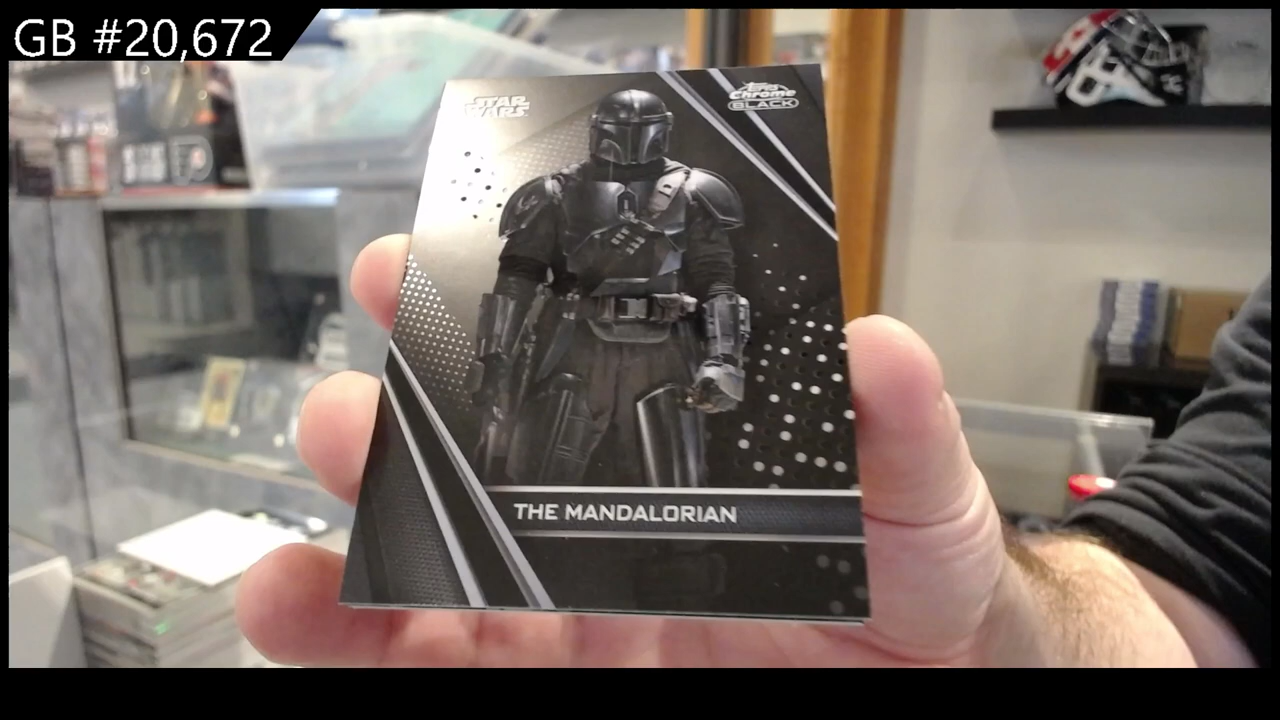 GB #20,672
STAR
WARS
Topps
Chrome
BLACK
THE MANDALORIAN